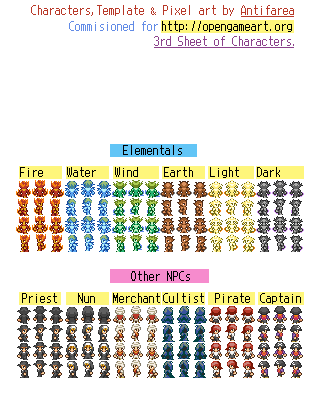 Characters, Template & Pixel art by Antifarea
Commisioned for http://opengameart.org
3rd Sheet of Characters.
Elementals
Fire Water Wind Earth Light Dark
Other NPCs
Priest Nun Merchant Cultist Pirate Captain